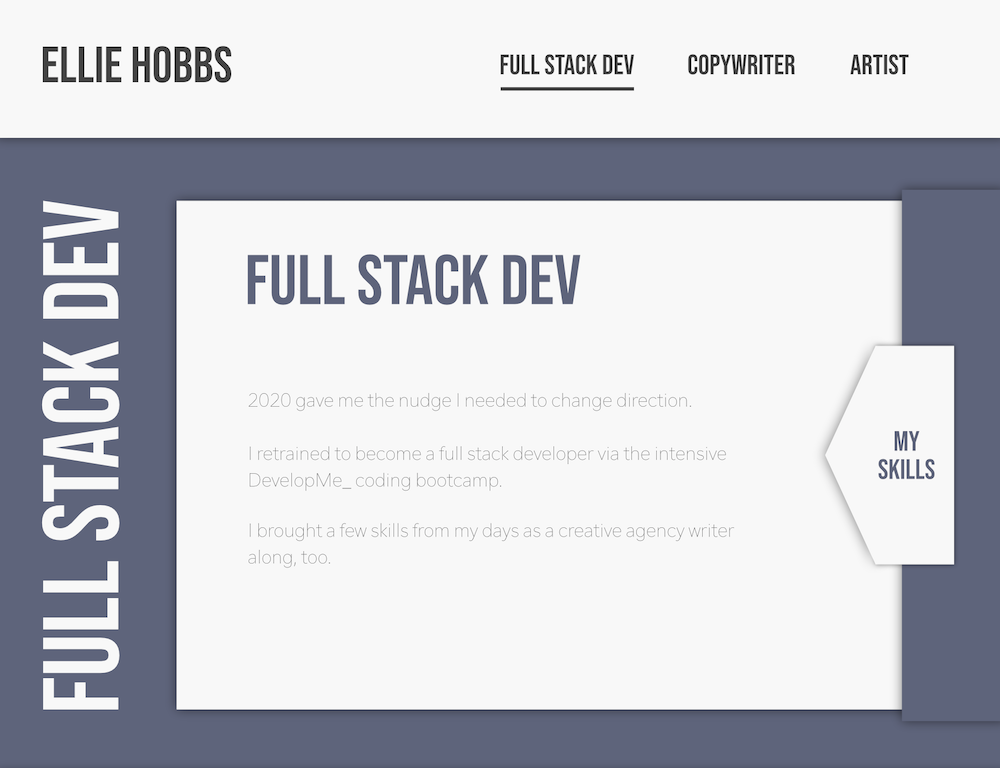 ELLIE HOBBS
FULL STACK DEV
COPYWRITER
ARTIST
FULL STACK DEV
FULL STACK DEV
2020 gave me the nudge I needed to change direction.
I retrained to become a full stack developer via the intensive
DevelopMe_ coding bootcamp.
I brought a few skills from my days as a creative agency writer
along, too.
MY
SKILLS